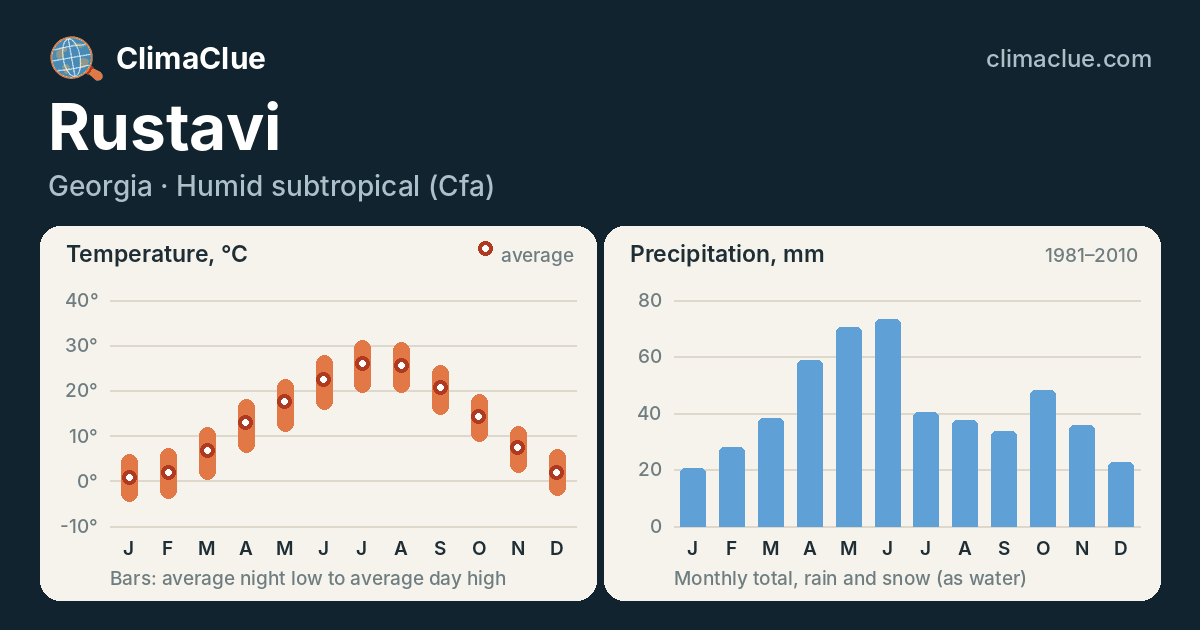 ClimaClue
climaclue.com
Rustavi
Georgia · Humid subtropical (Cfa)
Temperature, °C
average
40°
30°
20°
10°
0°
-10°
J F M A M J J A S O N D
Bars: average night low to average day high
Precipitation, mm
1981–2010
80
60
40
20
0
J F M A M J J A S O N D
Monthly total, rain and snow (as water)